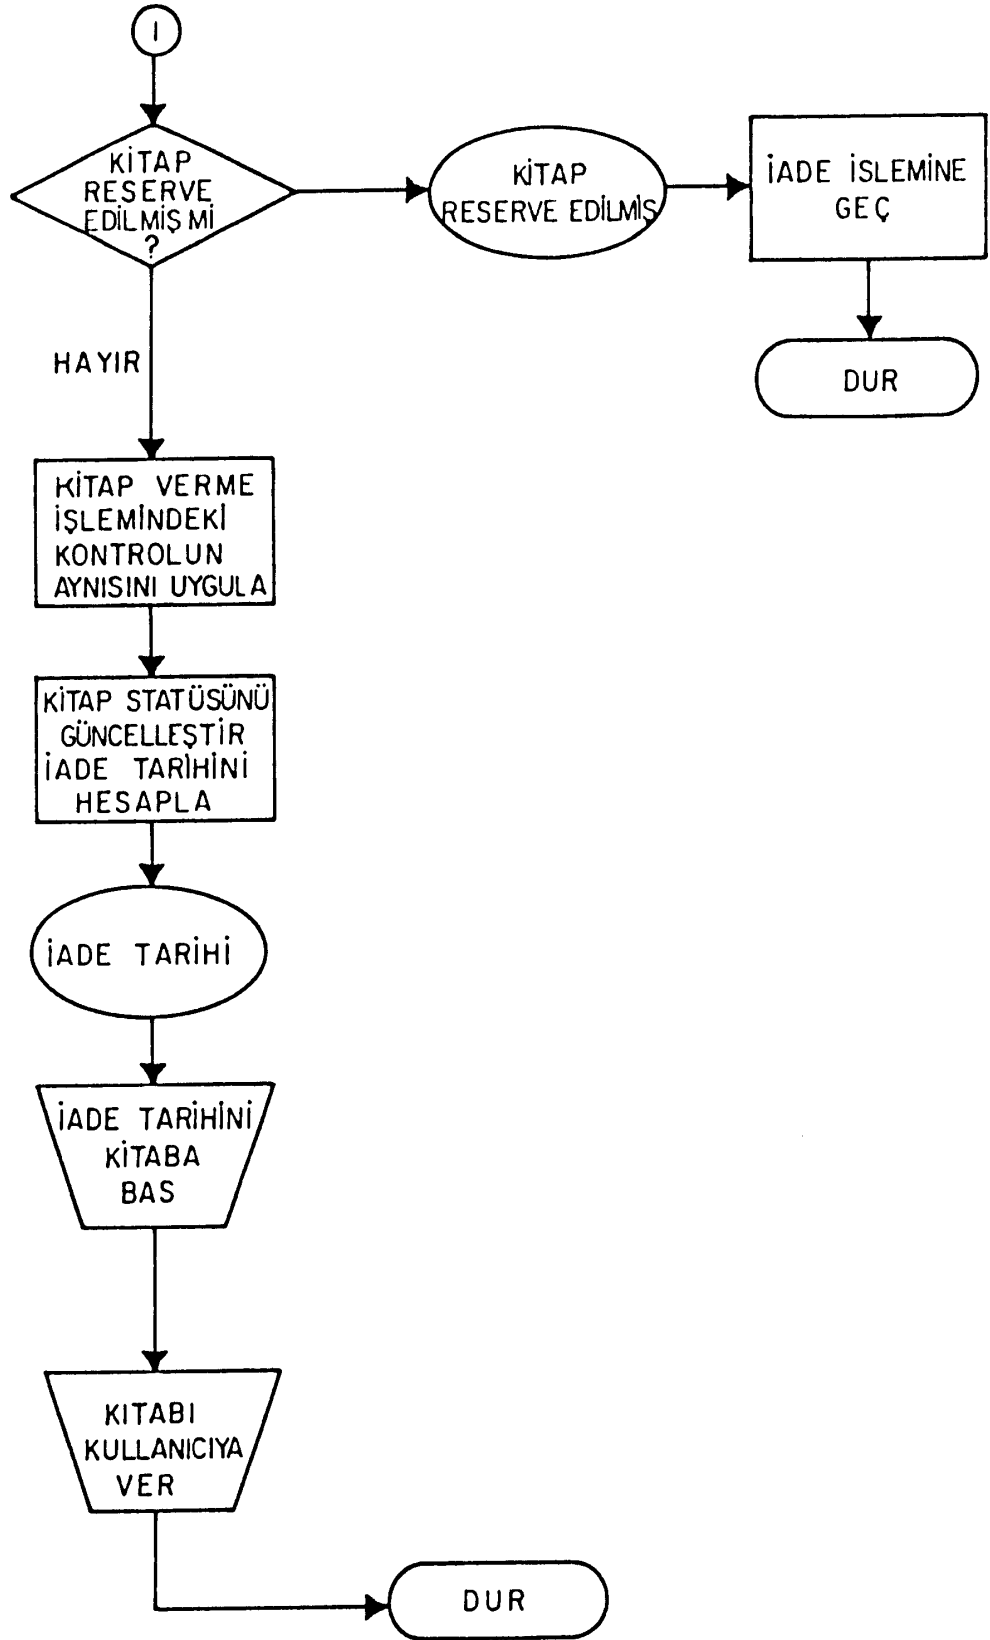 1
KİTAP
RESERVE
EDİLMİŞ Mİ
?
KİTAP
RESERVE EDİLMİŞ
İADE İSLEMİNE
GEÇ
DUR
HAYIR
KİTAP VERME
İŞLEMİNDEKİ
KONTROLUN
AYNISINI UYGULA
KİTAP STATÜSÜNÜ
GÜNCELLEŞTİR
İADE TARİHİNİ
HESAPLA
İADE TARİHİ
İADE TARİHİNİ
KİTABA
BAS
KITABI
KULLANICIYA
VER
DUR